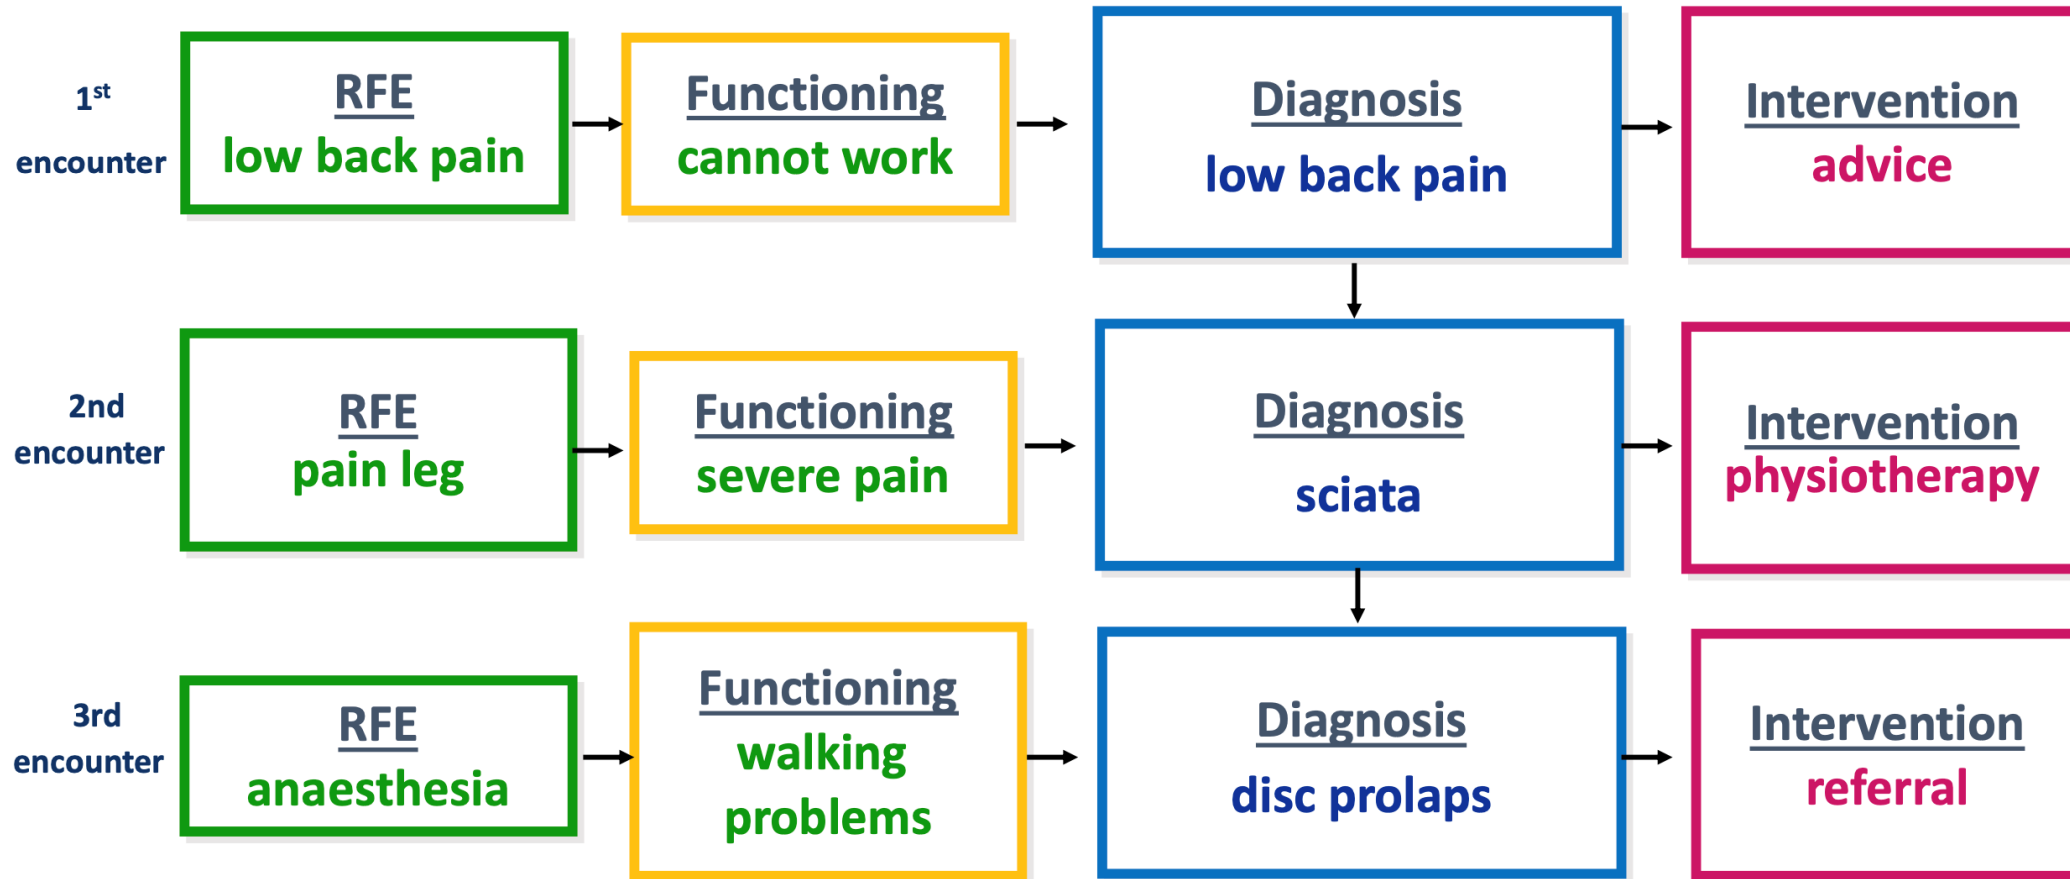 1st
encounter
RFE
low back pain
Functioning
cannot work
Diagnosis
low back pain
Intervention
advice
2nd
encounter
RFE
pain leg
Functioning
severe pain
Diagnosis
sciata
Intervention
physiotherapy
3rd
encounter
RFE
anaesthesia
Functioning
walking
problems
Diagnosis
disc prolaps
Intervention
referral